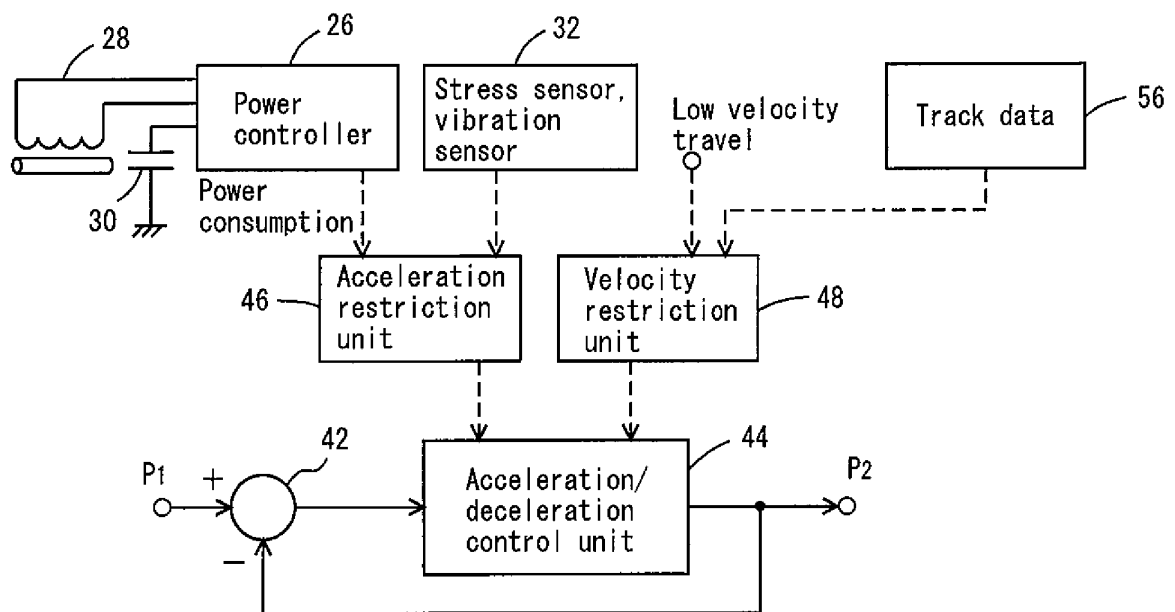 28
26
32
56
Power
controller
Stress sensor,
vibration
sensor
Low velocity
travel
Track data
30
Power
consumption
46
Acceleration
restriction
unit
Velocity
restriction
unit
48
P1
+
42
−
Acceleration/
deceleration
control unit
44
P2